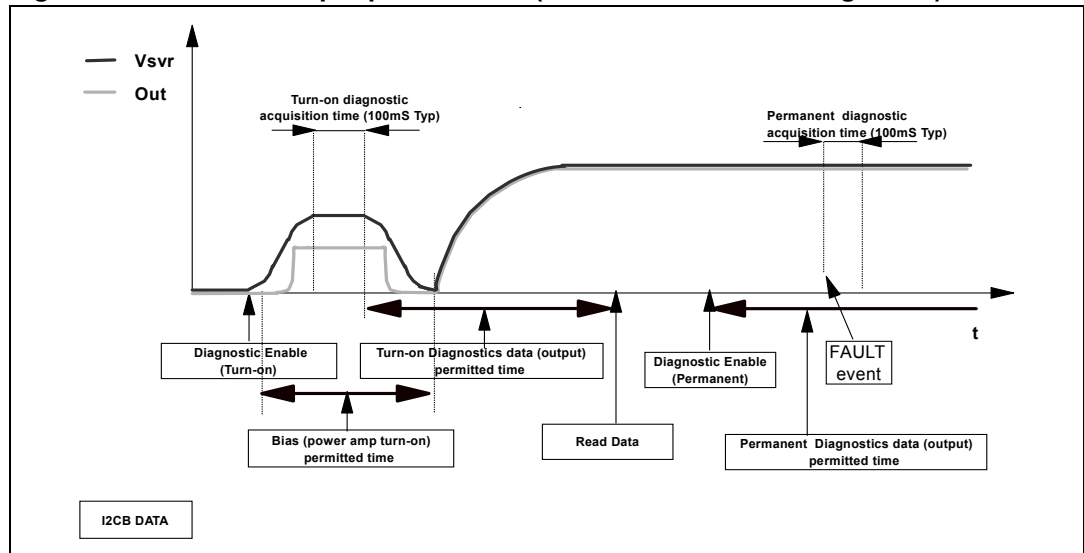 Vsvr
Out
Turn-on diagnostic
acquisition time (100mS Typ)
Permanent diagnostic
acquisition time (100mS Typ)
t
Diagnostic Enable
(Turn-on)
Turn-on Diagnostics data (output)
permitted time
Diagnostic Enable
(Permanent)
FAULT
event
Bias (power amp turn-on)
permitted time
Read Data
Permanent Diagnostics data (output)
permitted time
I2CB DATA